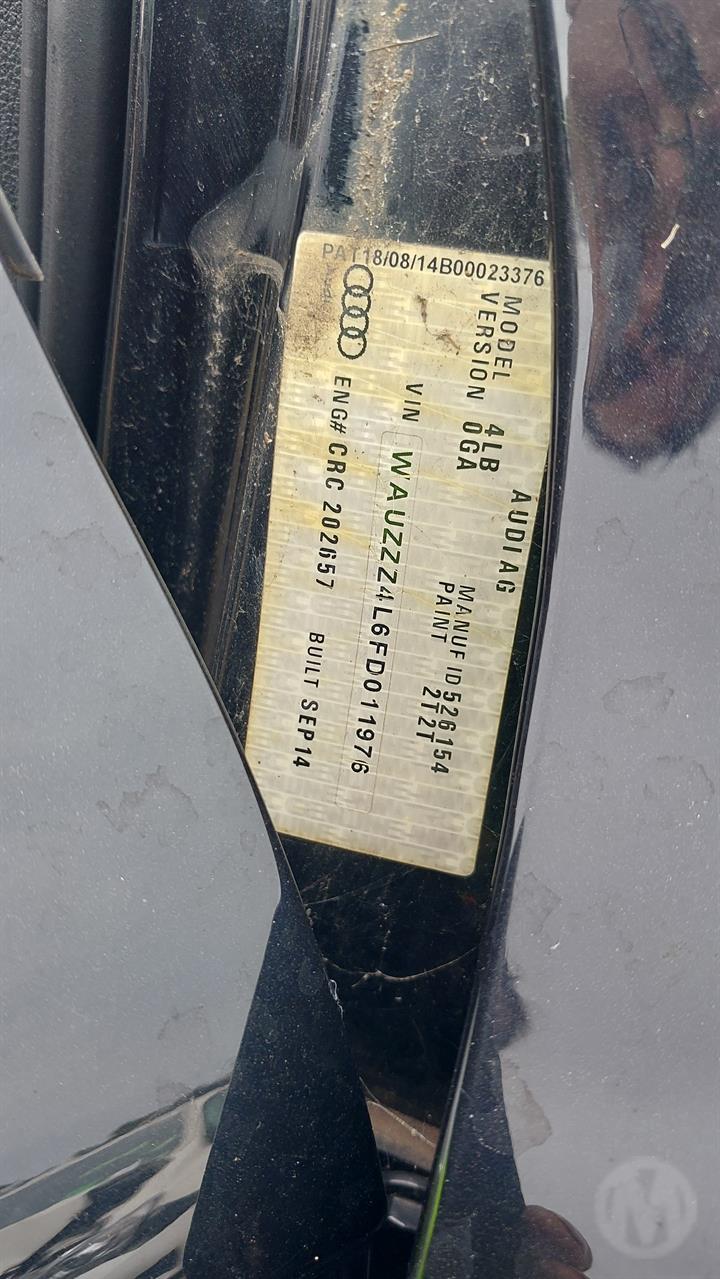 PAT18/08/14B00023376
AUDI AG
MODEL 4LB MANUF ID 526154
VERSION 0GA PAINT 2T2T
VIN WAUZZZ4L6FD011976
ENG# CRC 202657 BUILT SEP14
M